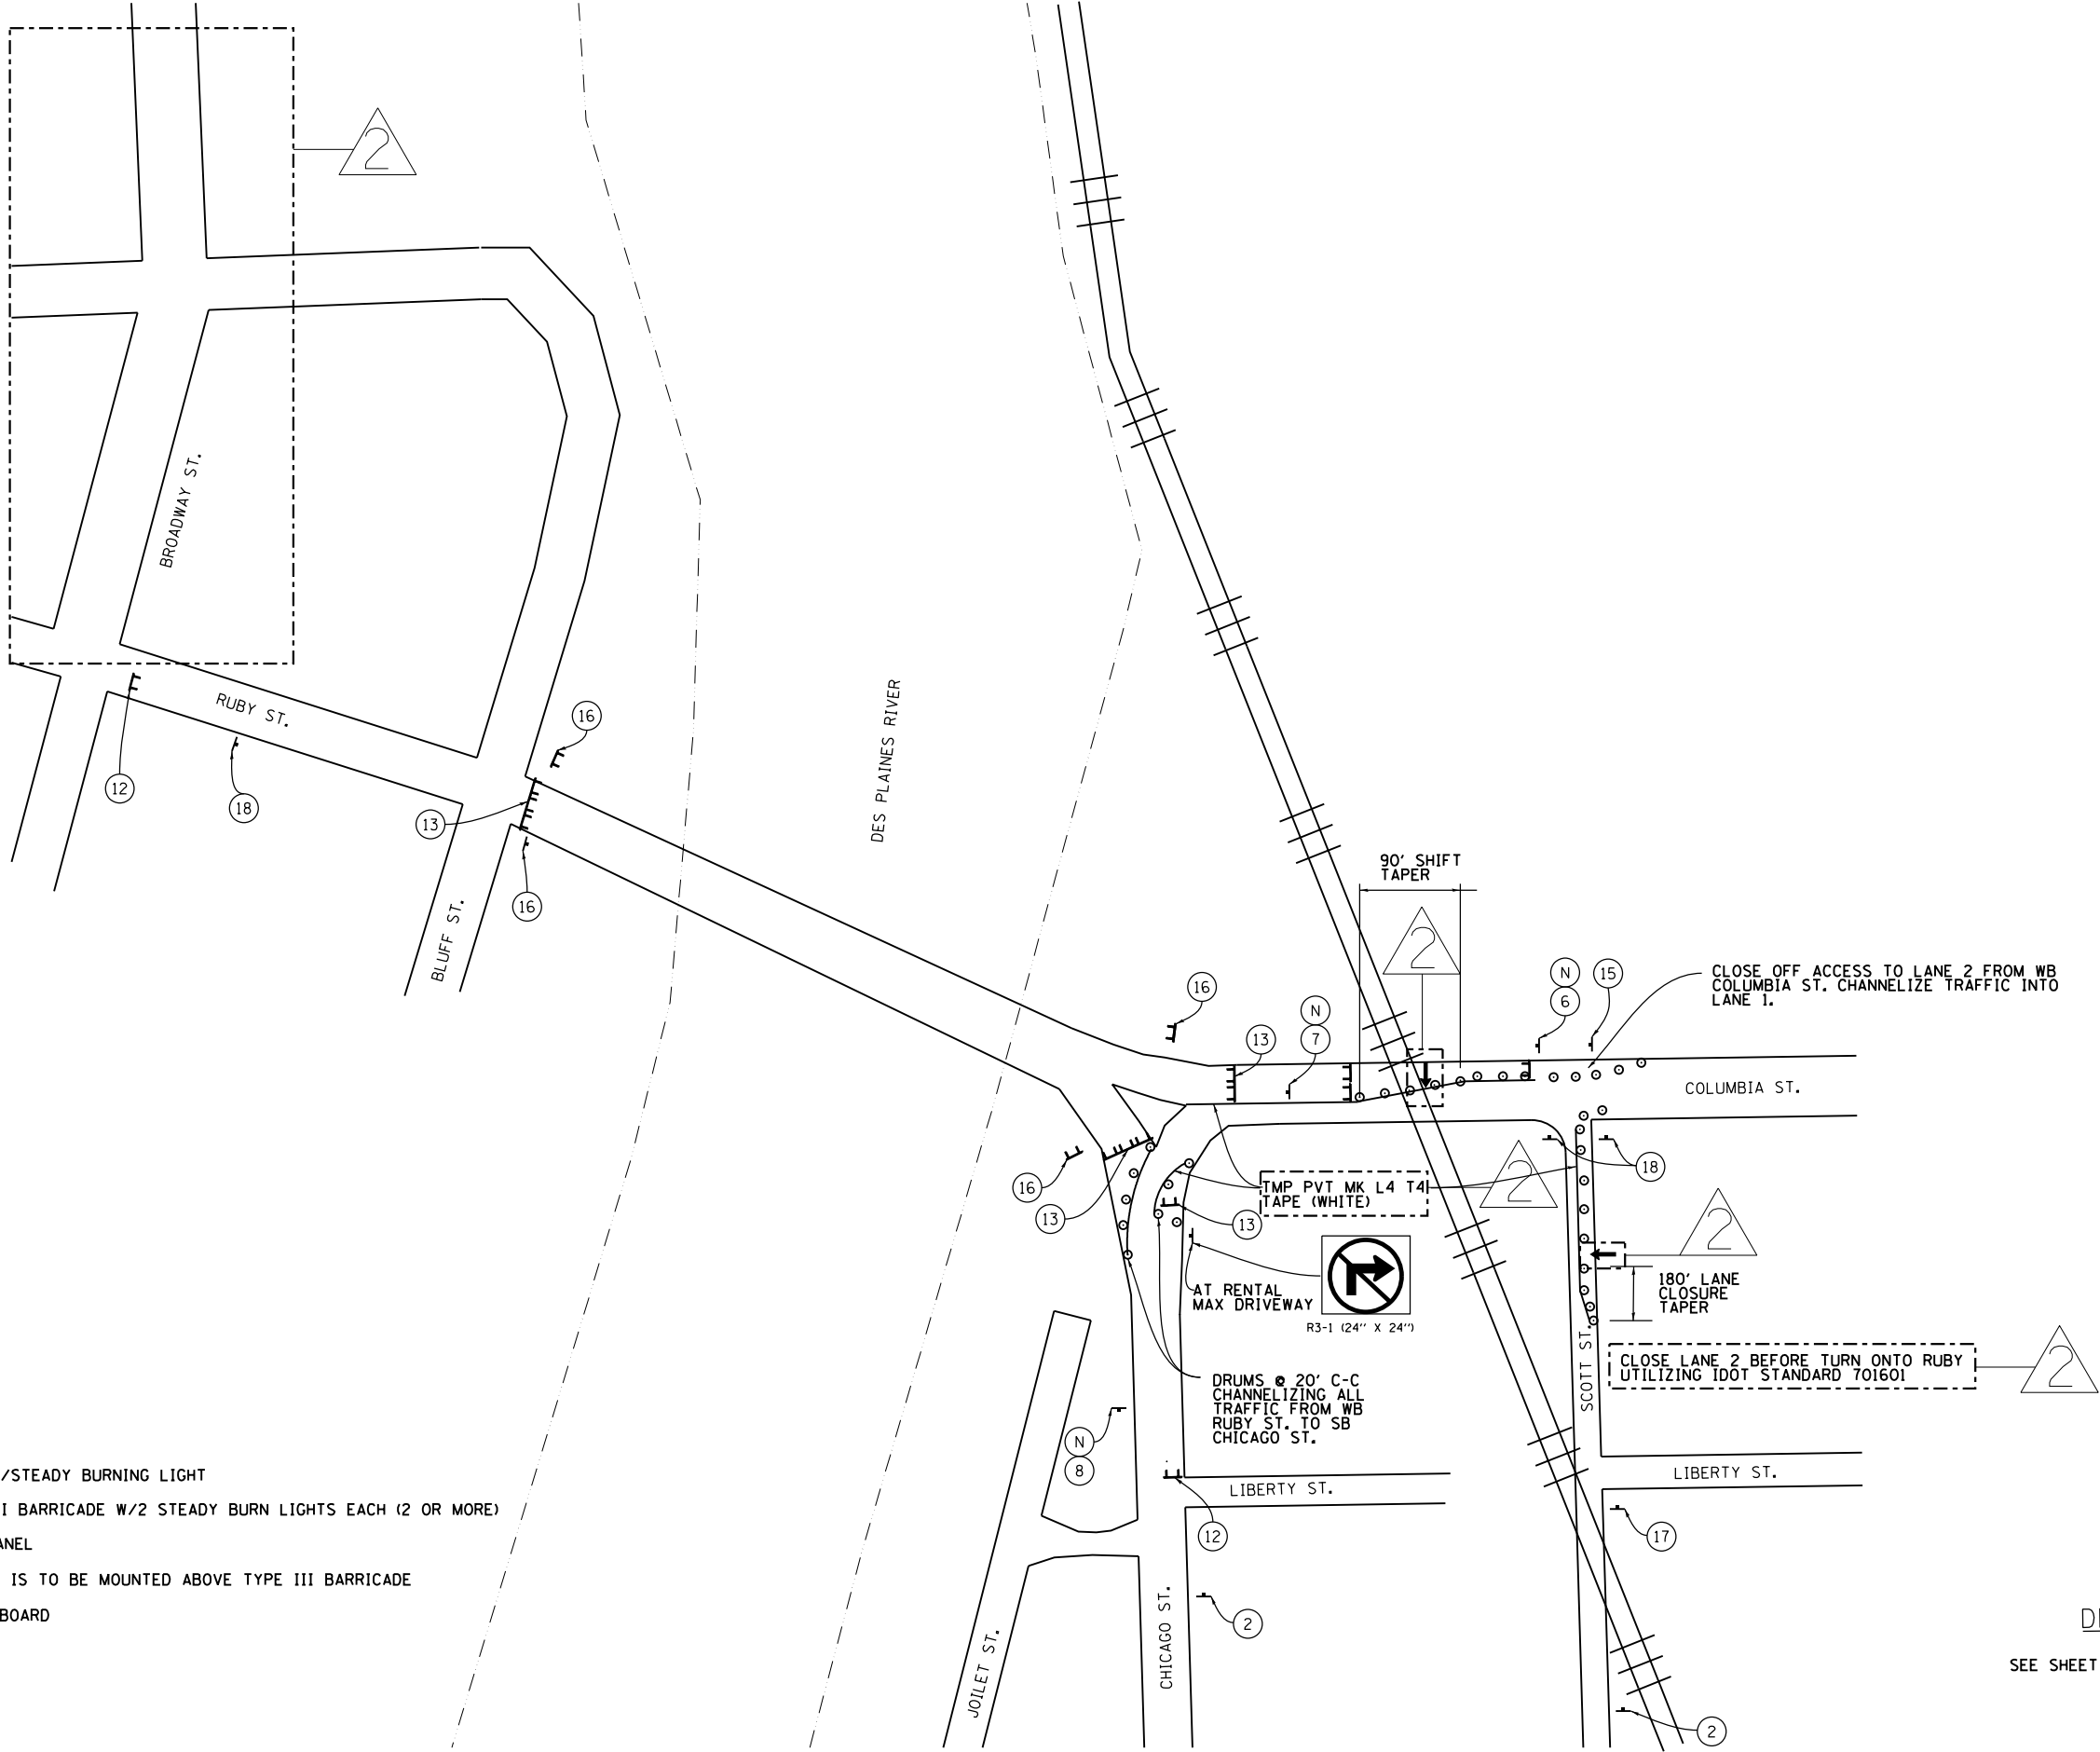 2
BROADWAY ST.
RUBY ST.
16
12
18
13
16
BLUFF ST.
DES PLAINES RIVER
90' SHIFT
TAPER
2
16
13
N
7
N
6
15
CLOSE OFF ACCESS TO LANE 2 FROM WB
COLUMBIA ST. CHANNELIZE TRAFFIC INTO
LANE 1.
COLUMBIA ST.
16
13
TMP PVT MK L4 T4
TAPE (WHITE)
2
18
13
2
AT RENTAL
MAX DRIVEWAY
R3-1 (24" X 24")
180' LANE
CLOSURE
TAPER
SCOTT ST.
CLOSE LANE 2 BEFORE TURN ONTO RUBY
UTILIZING IDOT STANDARD 701601
2
DRUMS @ 20' C-C
CHANNELIZING ALL
TRAFFIC FROM WB
RUBY ST. TO SB
CHICAGO ST.
N
8
LIBERTY ST.
LIBERTY ST.
12
17
2
CHICAGO ST.
JOILET ST.
2
/STEADY BURNING LIGHT
I BARRICADE W/2 STEADY BURN LIGHTS EACH (2 OR MORE)
ANEL
IS TO BE MOUNTED ABOVE TYPE III BARRICADE
BOARD
SEE SHEET